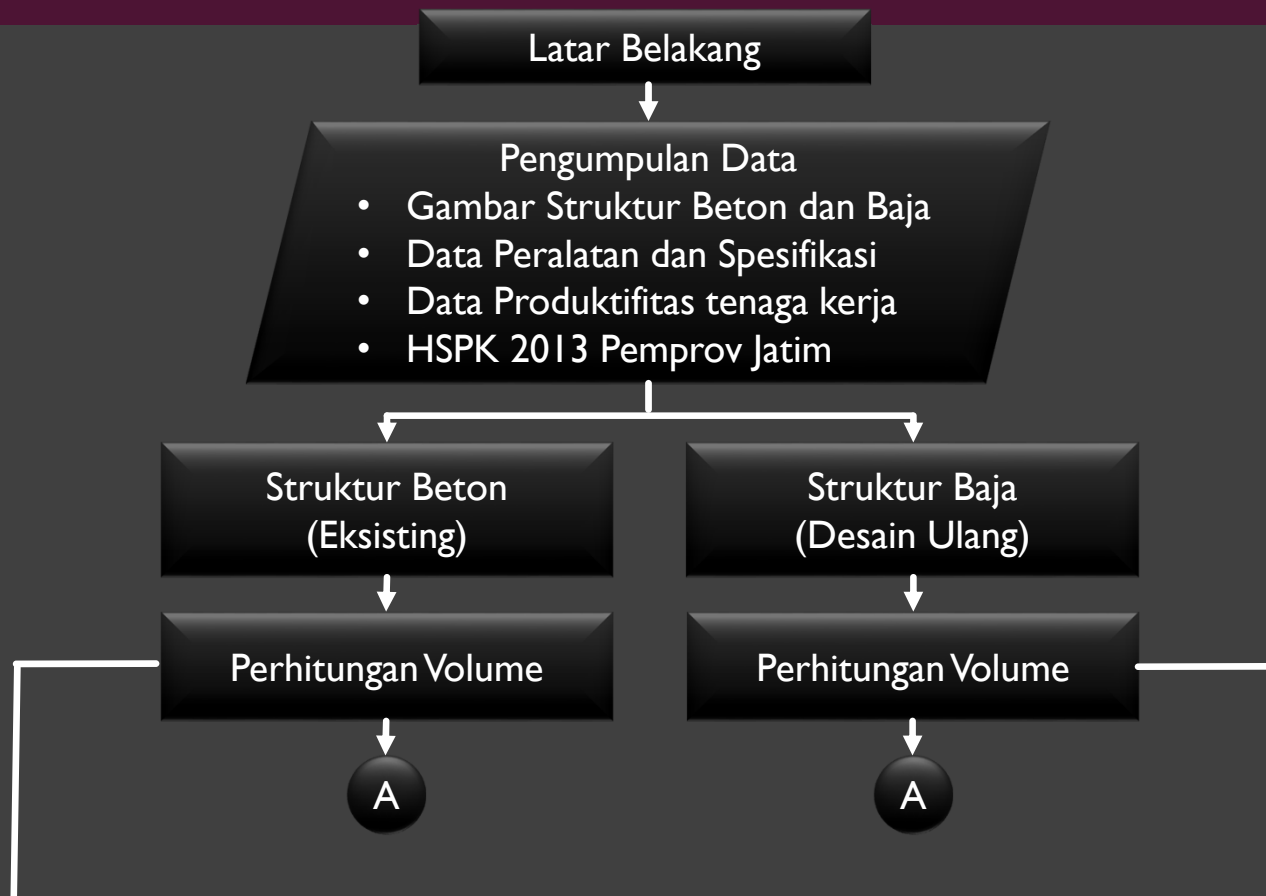 Latar Belakang
Pengumpulan Data
• Gambar Struktur Beton dan Baja
• Data Peralatan dan Spesifikasi
• Data Produktifitas tenaga kerja
• HSPK 2013 Pemprov Jatim
Struktur Beton
(Eksisting)
Struktur Baja
(Desain Ulang)
Perhitungan Volume
Perhitungan Volume
A
A